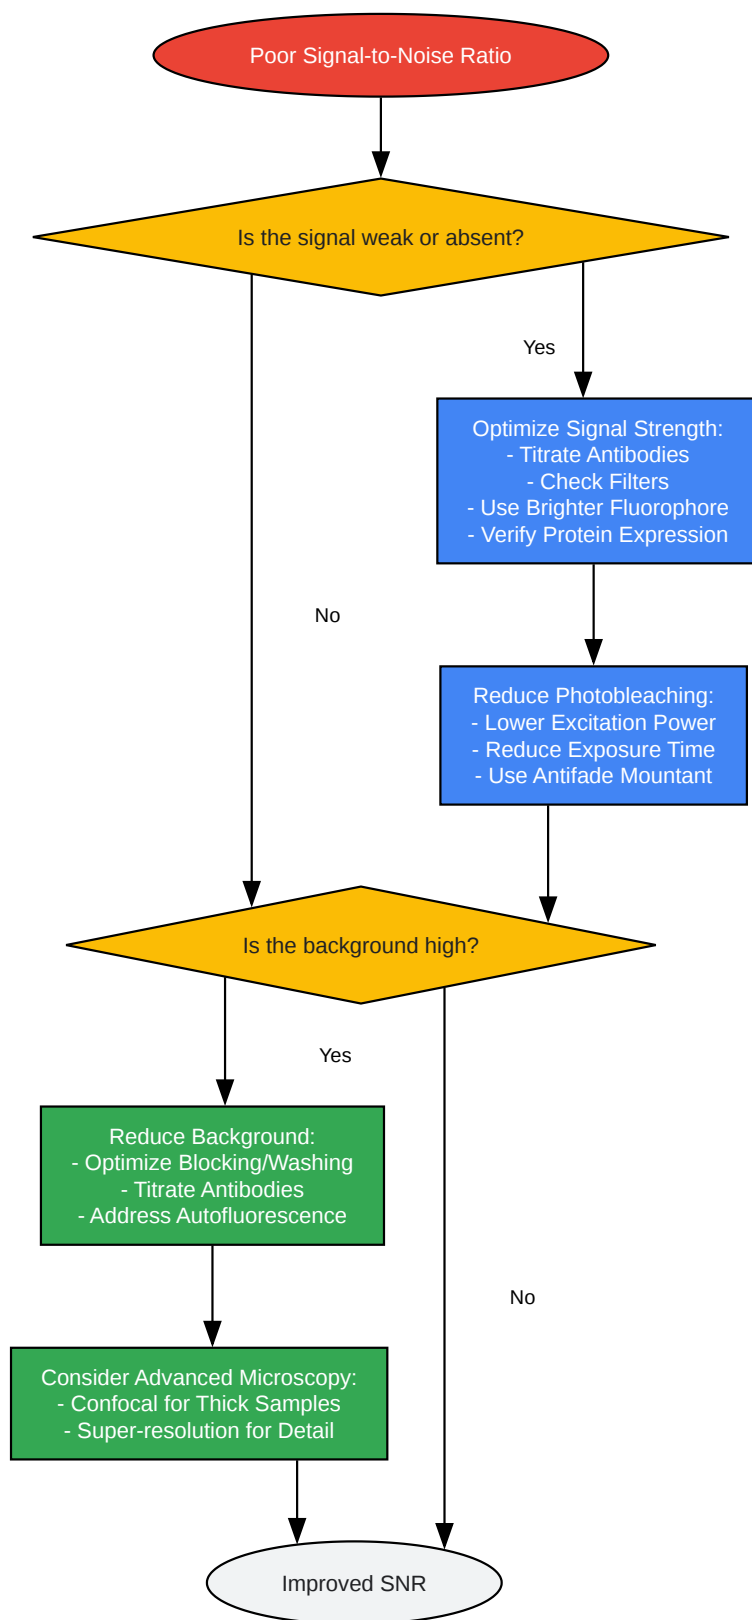 Poor Signal-to-Noise Ratio
Is the signal weak or absent?
Yes
Optimize Signal Strength:
- Titrate Antibodies
- Check Filters
- Use Brighter Fluorophore
- Verify Protein Expression
No
Reduce Photobleaching:
- Lower Excitation Power
- Reduce Exposure Time
- Use Antifade Mountant
Is the background high?
Yes
Reduce Background:
- Optimize Blocking/Washing
- Titrate Antibodies
- Address Autofluorescence
No
Consider Advanced Microscopy:
- Confocal for Thick Samples
- Super-resolution for Detail
Improved SNR